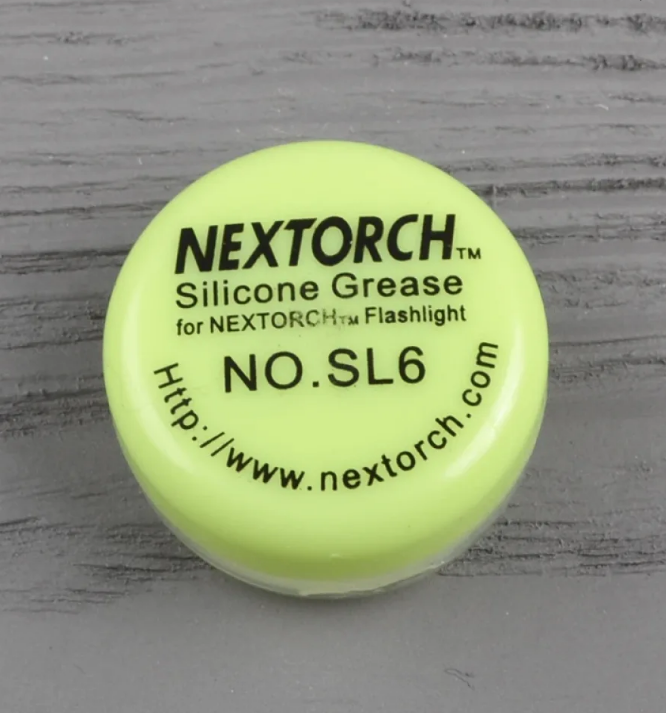 NEXTORCH™
Silicone Grease
for NEXTORCH™ Flashlight
NO.SL6
Http://www.nextorch.com